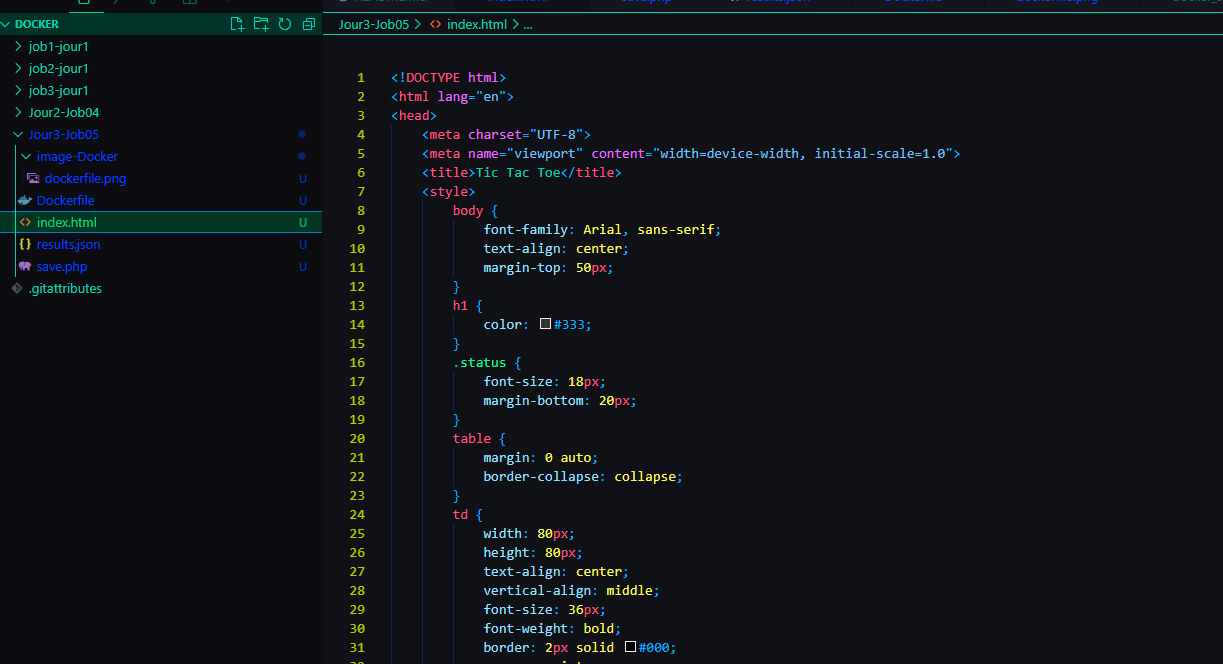 DOCKER
job1-jour1
job2-jour1
job3-jour1
Jour2-Job04
Jour3-Job05
image-Docker
dockerfile.png U
Dockerfile U
index.html U
results.json U
save.php U
.gitattributes
Jour3-Job05 > index.html > ...
1 <!DOCTYPE html>
2 <html lang="en">
3 <head>
4 <meta charset="UTF-8">
5 <meta name="viewport" content="width=device-width, initial-scale=1.0">
6 <title>Tic Tac Toe</title>
7 <style>
8 body {
9 font-family: Arial, sans-serif;
10 text-align: center;
11 margin-top: 50px;
12 }
13 h1 {
14 color: #333;
15 }
16 .status {
17 font-size: 18px;
18 margin-bottom: 20px;
19 }
20 table {
21 margin: 0 auto;
22 border-collapse: collapse;
23 }
24 td {
25 width: 80px;
26 height: 80px;
27 text-align: center;
28 vertical-align: middle;
29 font-size: 36px;
30 font-weight: bold;
31 border: 2px solid #000;